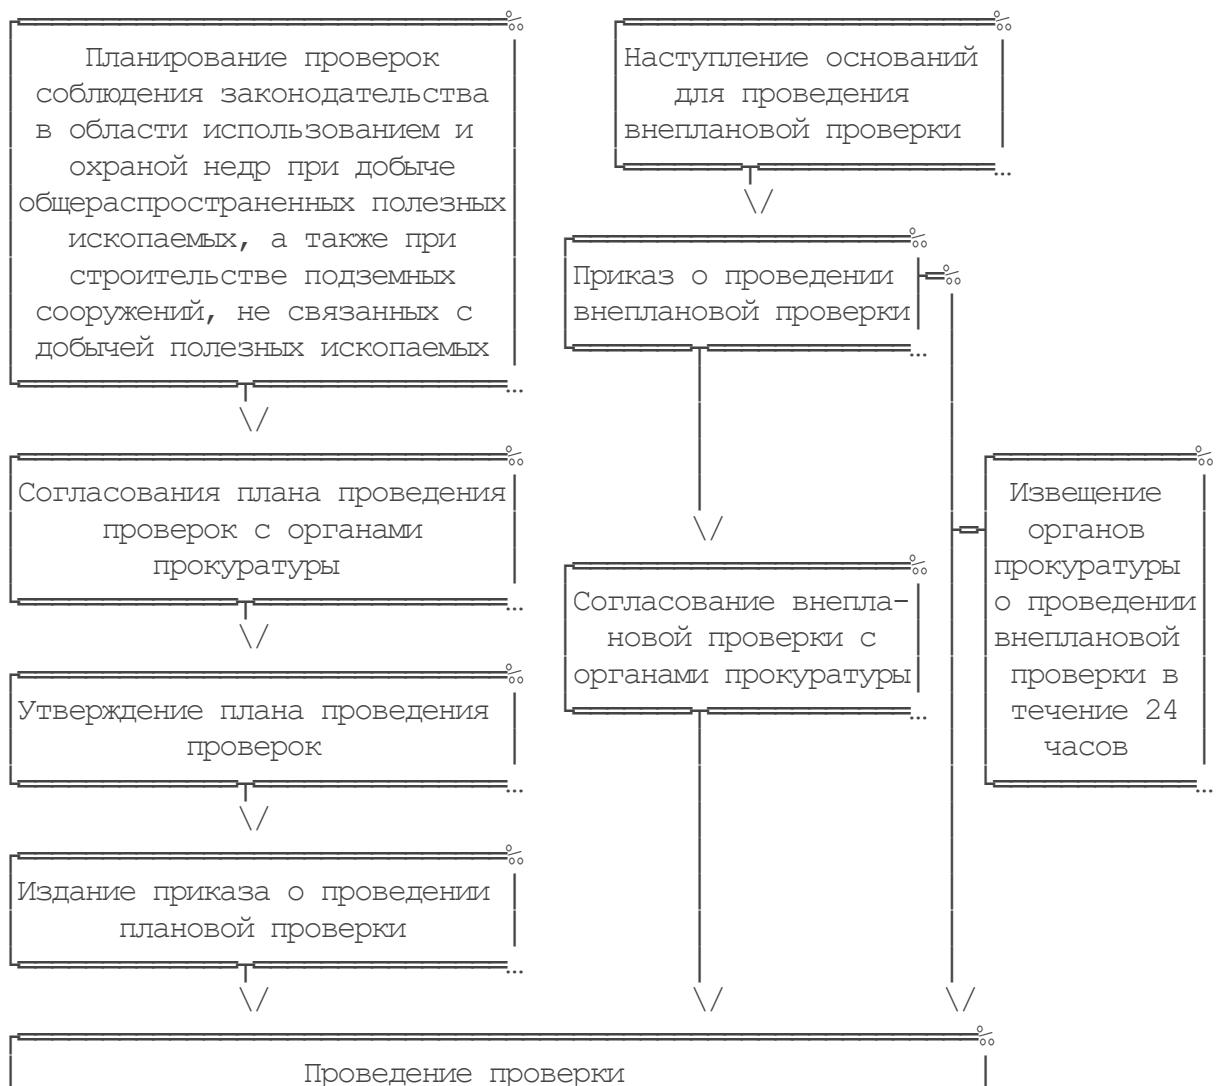 Планирование проверок
соблюдения законодательства
в области использованием и
охраной недр при добыче
общераспространенных полезных
ископаемых, а также при
строительстве подземных
сооружений, не связанных с
добычей полезных ископаемых
Согласования плана проведения
проверок с органами
прокуратуры
Утверждение плана проведения
проверок
Издание приказа о проведении
плановой проверки
Наступление оснований
для проведения
внеплановой проверки
Приказ о проведении
внеплановой проверки
Согласование внепла-
новой проверки с
органами прокуратуры
Извещение
органов
прокуратуры
о проведении
внеплановой
проверки в
течение 24
часов
Проведение проверки